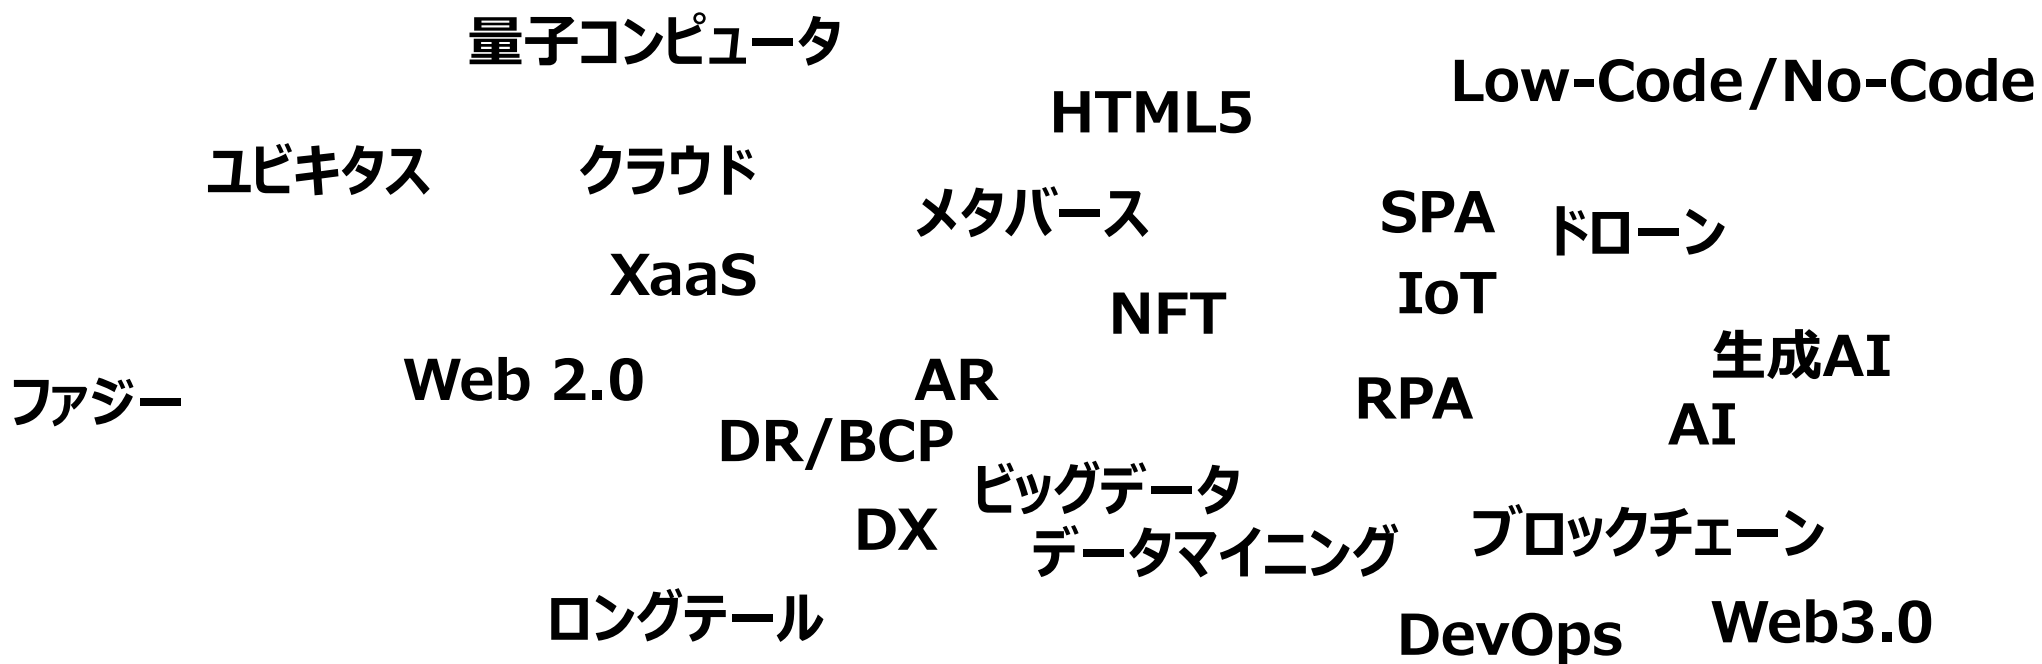 量子コンピュータ
Low-Code/No-Code
HTML5
ユビキタス
クラウド
メタバース
SPA
ドローン
XaaS
IoT
NFT
生成AI
Web 2.0
AR
ファジー
RPA
AI
DR/BCP
ビッグデータ
DX
データマイニング
ブロックチェーン
ロングテール
DevOps
Web3.0